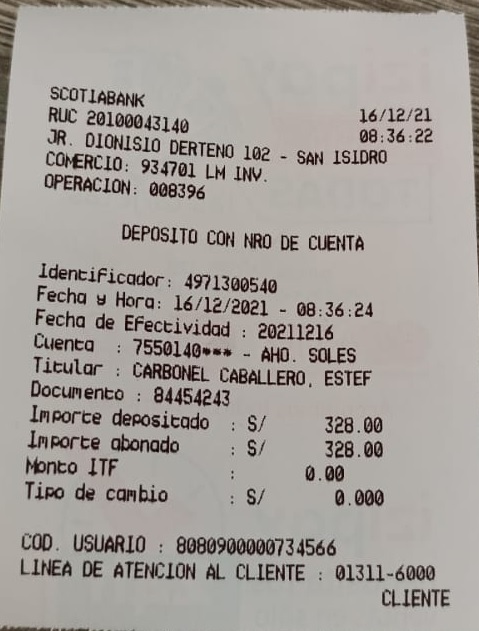 SCOTIABANK
RUC 20100043140 16/12/21
JR. DIONISIO DERTENO 102 - SAN ISIDRO 08:36:22
COMERCIO: 934701 LM INV.
OPERACION: 008396
DEPOSITO CON NRO DE CUENTA
Identificador: 4971300540
Fecha y Hora: 16/12/2021 - 08:36:24
Fecha de Efectividad : 20211216
Cuenta : 7550140*** - AHO. SOLES
Titular : CARBONEL CABALLERO, ESTEF
Documento : 84454243
Importe depositado : S/ 328.00
Importe abonado : S/ 328.00
Monto ITF : 0.00
Tipo de cambio : S/ 0.000
COD. USUARIO : 8080900000734566
LINEA DE ATENCION AL CLIENTE : 01311-6000
CLIENTE